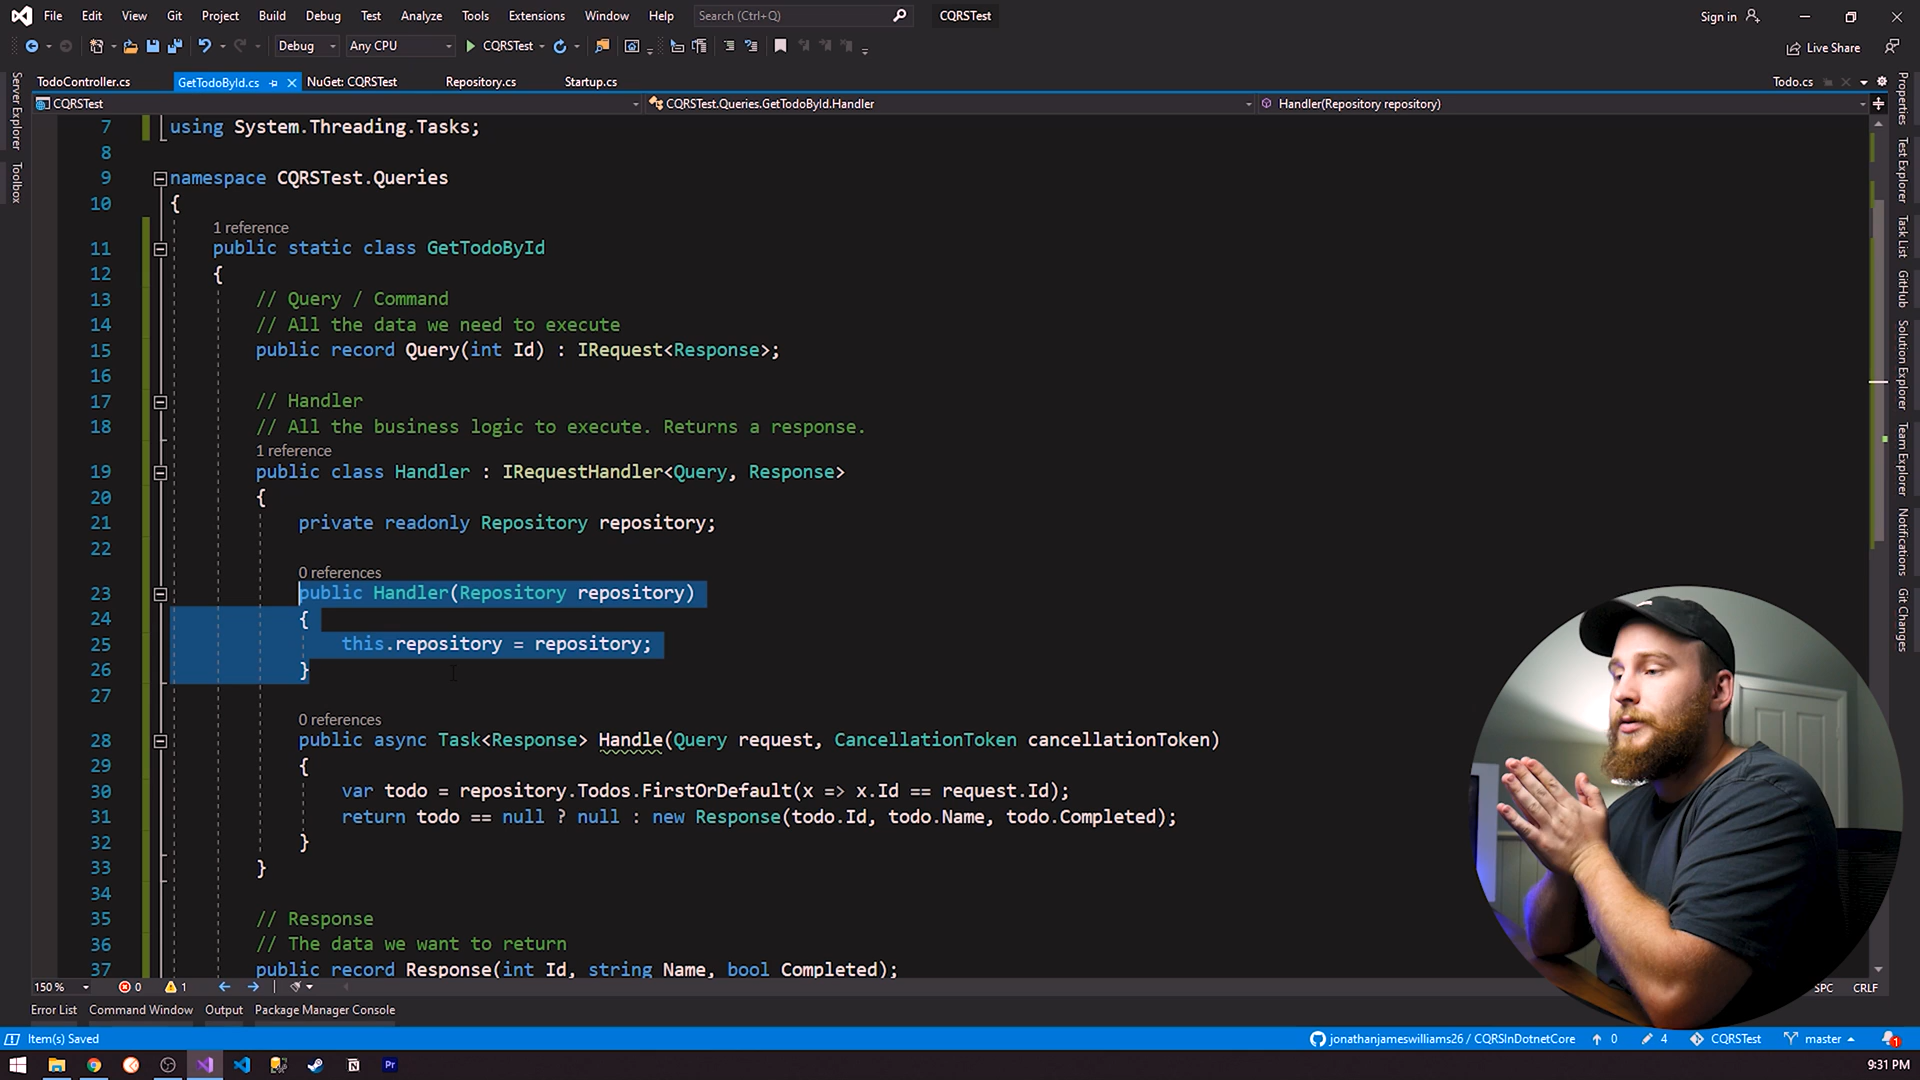 File Edit View Git Project Build Debug Test Analyze Tools Extensions Window Help Search (Ctrl+Q) CQRSTest Sign in
Debug Any CPU CQRSTest Live Share
TodoController.cs GetTodoById.cs NuGet: CQRSTest Repository.cs Startup.cs Todo.cs
CQRSTest CQRSTest.Queries.GetTodoById.Handler Handler(Repository repository)
Server Explorer
Toolbox
7 using System.Threading.Tasks;
8
9 namespace CQRSTest.Queries
10 {
1 reference
11 public static class GetTodoById
12 {
13 // Query / Command
14 // All the data we need to execute
15 public record Query(int Id) : IRequest<Response>;
16
17 // Handler
18 // All the business logic to execute. Returns a response.
1 reference
19 public class Handler : IRequestHandler<Query, Response>
20 {
21 private readonly Repository repository;
22
0 references
23 public Handler(Repository repository)
24 {
25 this.repository = repository;
26 }
27
0 references
28 public async Task<Response> Handle(Query request, CancellationToken cancellationToken)
29 {
30 var todo = repository.Todos.FirstOrDefault(x => x.Id == request.Id);
31 return todo == null ? null : new Response(todo.Id, todo.Name, todo.Completed);
32 }
33 }
34
35 // Response
36 // The data we want to return
37 public record Response(int Id, string Name, bool Completed);
Properties
Test Explorer
Task List
GitHub
Solution Explorer
Team Explorer
Notifications
Git Changes
150 % 0 1 SPC CRLF
Error List Command Window Output Package Manager Console
Item(s) Saved jonathanjameswilliams26 / CQRSInDotnetCore 0 4 CQRSTest master 1
N Pr 9:31 PM